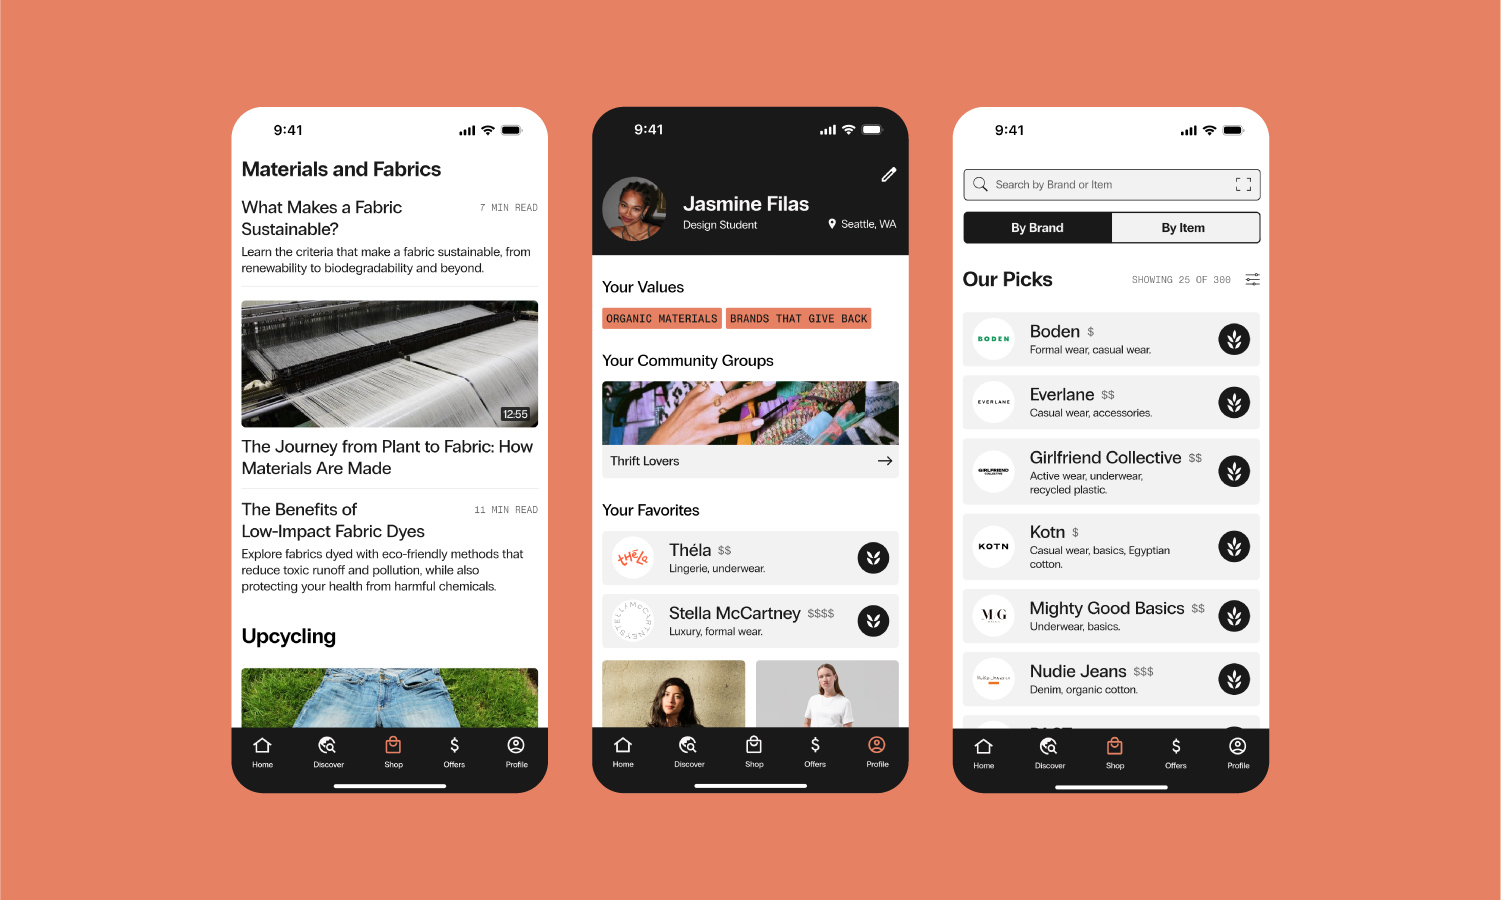 9:41
Materials and Fabrics
What Makes a Fabric
Sustainable?
7 MIN READ
Learn the criteria that make a fabric sustainable, from
renewability to biodegradability and beyond.
12:55
The Journey from Plant to Fabric: How
Materials Are Made
The Benefits of
Low-Impact Fabric Dyes
11 MIN READ
Explore fabrics dyed with eco-friendly methods that
reduce toxic runoff and pollution, while also
protecting your health from harmful chemicals.
Upcycling
Home Discover Shop Offers Profile
9:41
Jasmine Filas
Design Student
Seattle, WA
Your Values
ORGANIC MATERIALS BRANDS THAT GIVE BACK
Your Community Groups
Thrift Lovers
Your Favorites
THéLA
Théla $$
Lingerie, underwear.
STELLA McCARTNEY
Stella McCartney $$$$
Luxury, formal wear.
Home Discover Shop Offers Profile
9:41
Search by Brand or Item
By Brand By Item
Our Picks
SHOWING 25 OF 300
BODEN
Boden $
Formal wear, casual wear.
EVERLANE
Everlane $$
Casual wear, accessories.
GIRLFRIEND
COLLECTIVE
Girlfriend Collective $$
Active wear, underwear,
recycled plastic.
KOTN
Kotn $
Casual wear, basics, Egyptian
cotton.
MG
Mighty Good Basics $$
Underwear, basics.
Nudie Jeans $$$
Denim, organic cotton.
Home Discover Shop Offers Profile